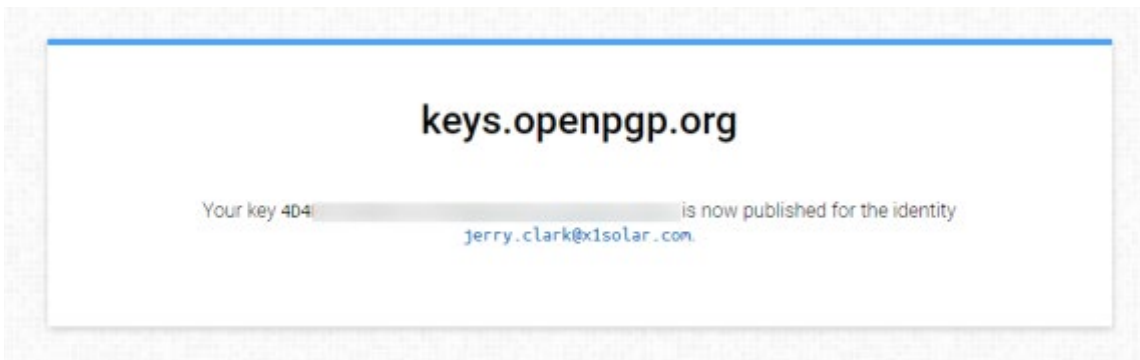 keys.openpgp.org
Your key 4D4 is now published for the identity
jerry.clark@x1solar.com.